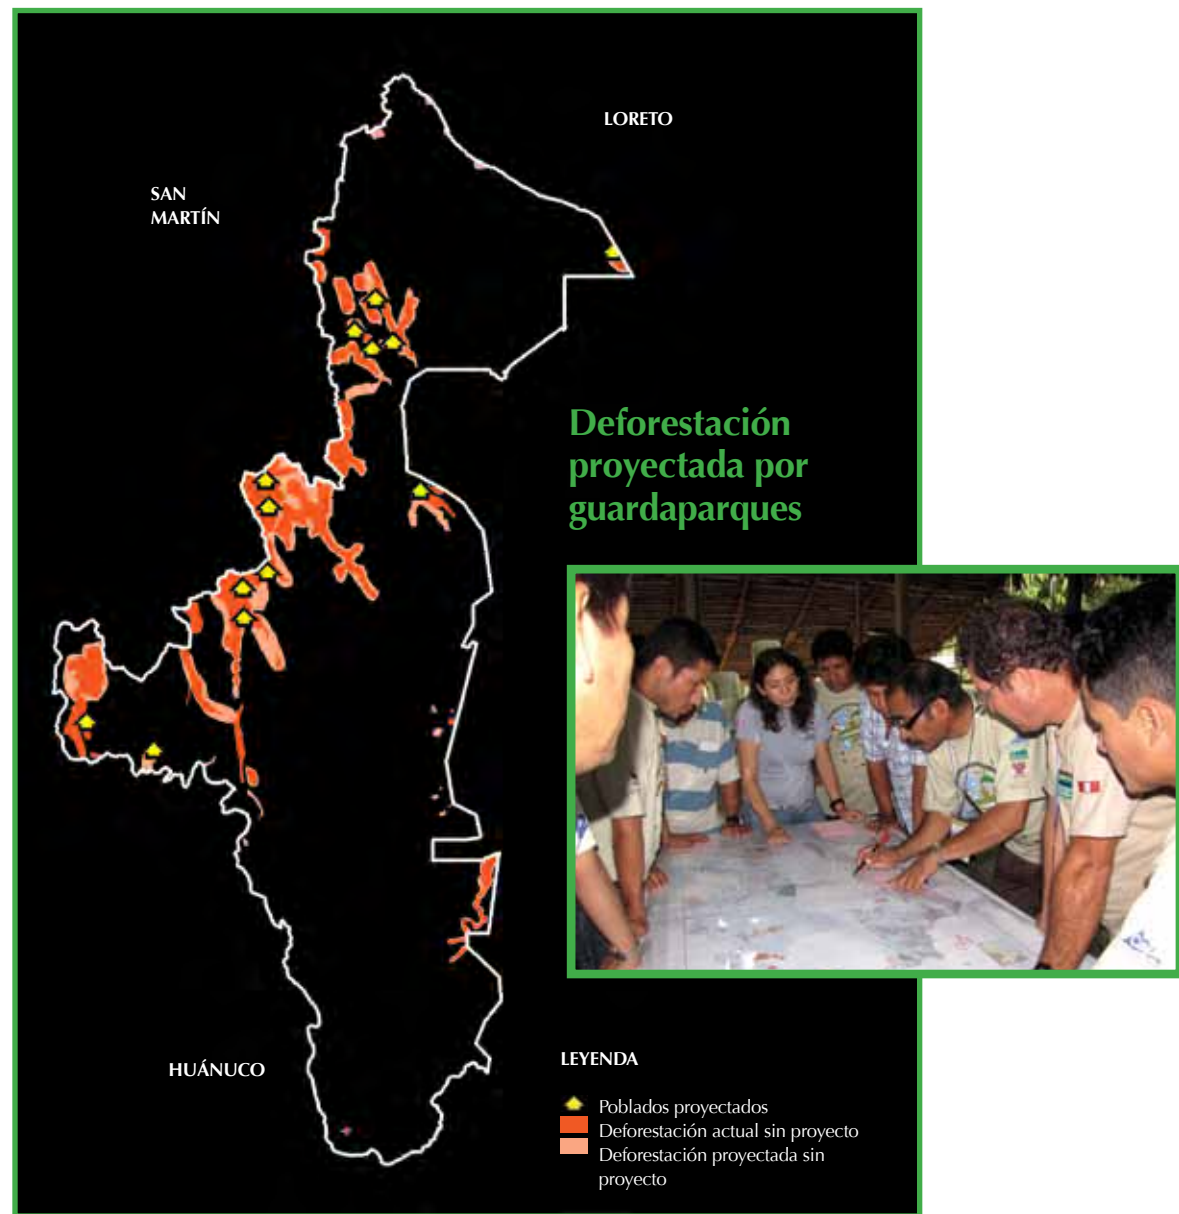 LORETO
SAN
MARTÍN
Deforestación
proyectada por
guardaparques
HUÁNUCO
LEYENDA
Poblados proyectados
Deforestación actual sin proyecto
Deforestación proyectada sin
proyecto